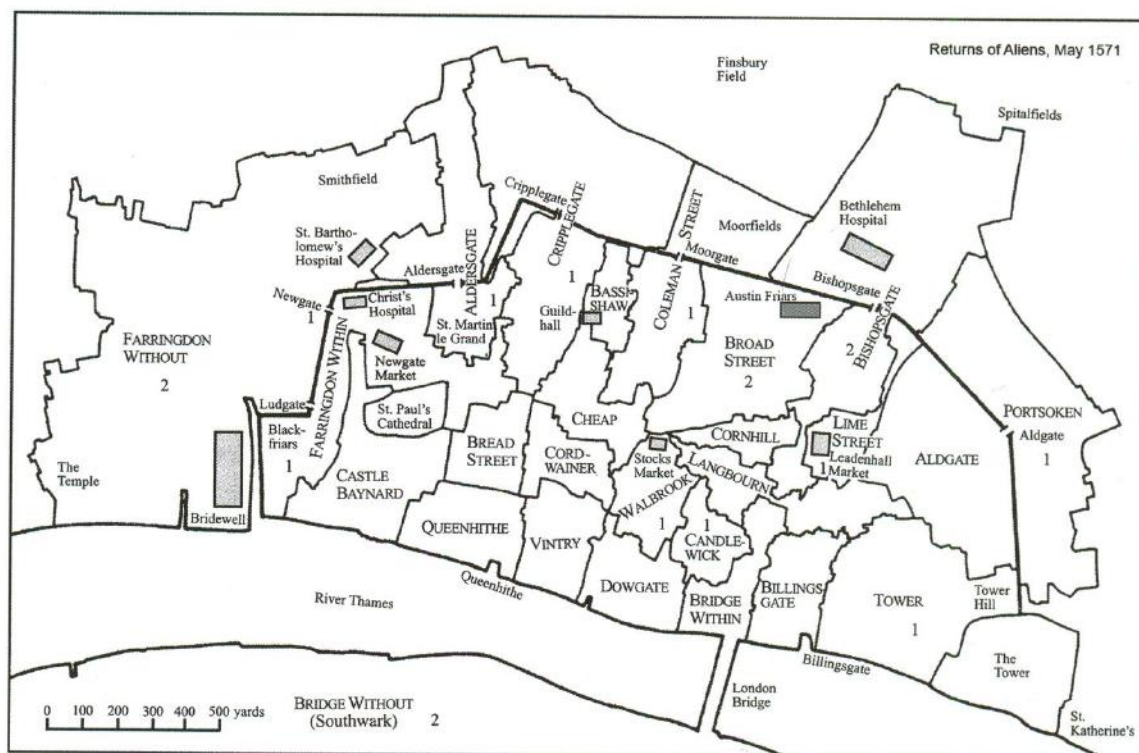 Returns of Aliens, May 1571
Finsbury
Field
Spitalfields
Smithfield
Cripplegate
CRIPPLEGATE
1
STREET
COLEMAN
1
Moorfields
Moorgate
Bethlehem
Hospital
St. Bartho-
lomew's
Hospital
Aldersgate
ALDERSGATE
1
Bishopsgate
BISHOPSGATE
2
Newgate
1
Christ's
Hospital
St. Martin
le Grand
Guild-
hall
BASSI-
SHAW
Austin Friars
BROAD
STREET
2
FARRINGDON
WITHOUT
2
FARRINGDON WITHIN
Newgate
Market
Ludgate
Black-
friars
1
St. Paul's
Cathedral
CHEAP
CORNHILL
LIME
STREET
Leadenhall
Market
1
PORTSOKEN
Aldgate
1
ALDGATE
The
Temple
Bridewell
CASTLE
BAYNARD
BREAD
STREET
CORD-
WAINER
Stocks
Market
WALBROOK
1
LANGBOURN
1
CANDLE-
WICK
QUEENHITHE
VINTRY
Queenhithe
DOWGATE
BRIDGE
WITHIN
BILLINGS-
GATE
TOWER
1
Tower
Hill
River Thames
Billingsgate
The
Tower
London
Bridge
St.
Katherine's
0 100 200 300 400 500 yards
BRIDGE WITHOUT
(Southwark) 2